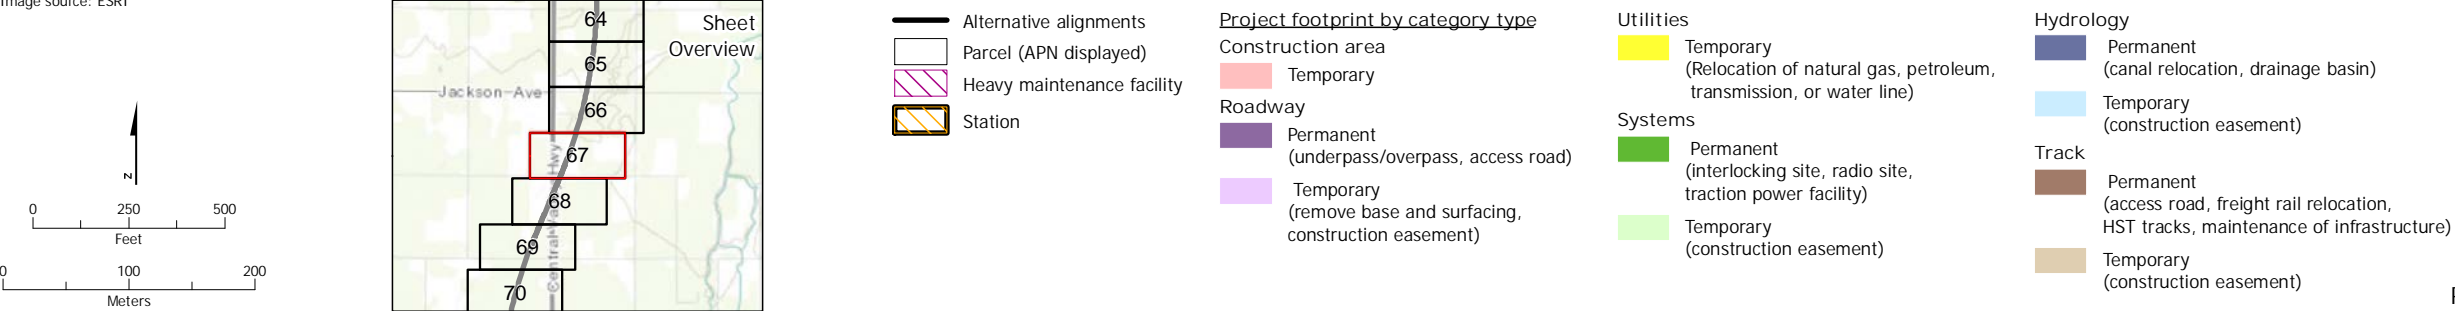 Image source: ESRI
N
0 250 500
Feet
0 100 200
Meters
Sheet
Overview
64
65
Jackson Ave
66
67
68
69
70
Alternative alignments
Parcel (APN displayed)
Heavy maintenance facility
Station
Project footprint by category type
Construction area
Temporary
Roadway
Permanent
(underpass/overpass, access road)
Temporary
(remove base and surfacing,
construction easement)
Utilities
Temporary
(Relocation of natural gas, petroleum,
transmission, or water line)
Systems
Permanent
(interlocking site, radio site,
traction power facility)
Temporary
(construction easement)
Hydrology
Permanent
(canal relocation, drainage basin)
Temporary
(construction easement)
Track
Permanent
(access road, freight rail relocation,
HST tracks, maintenance of infrastructure)
Temporary
(construction easement)